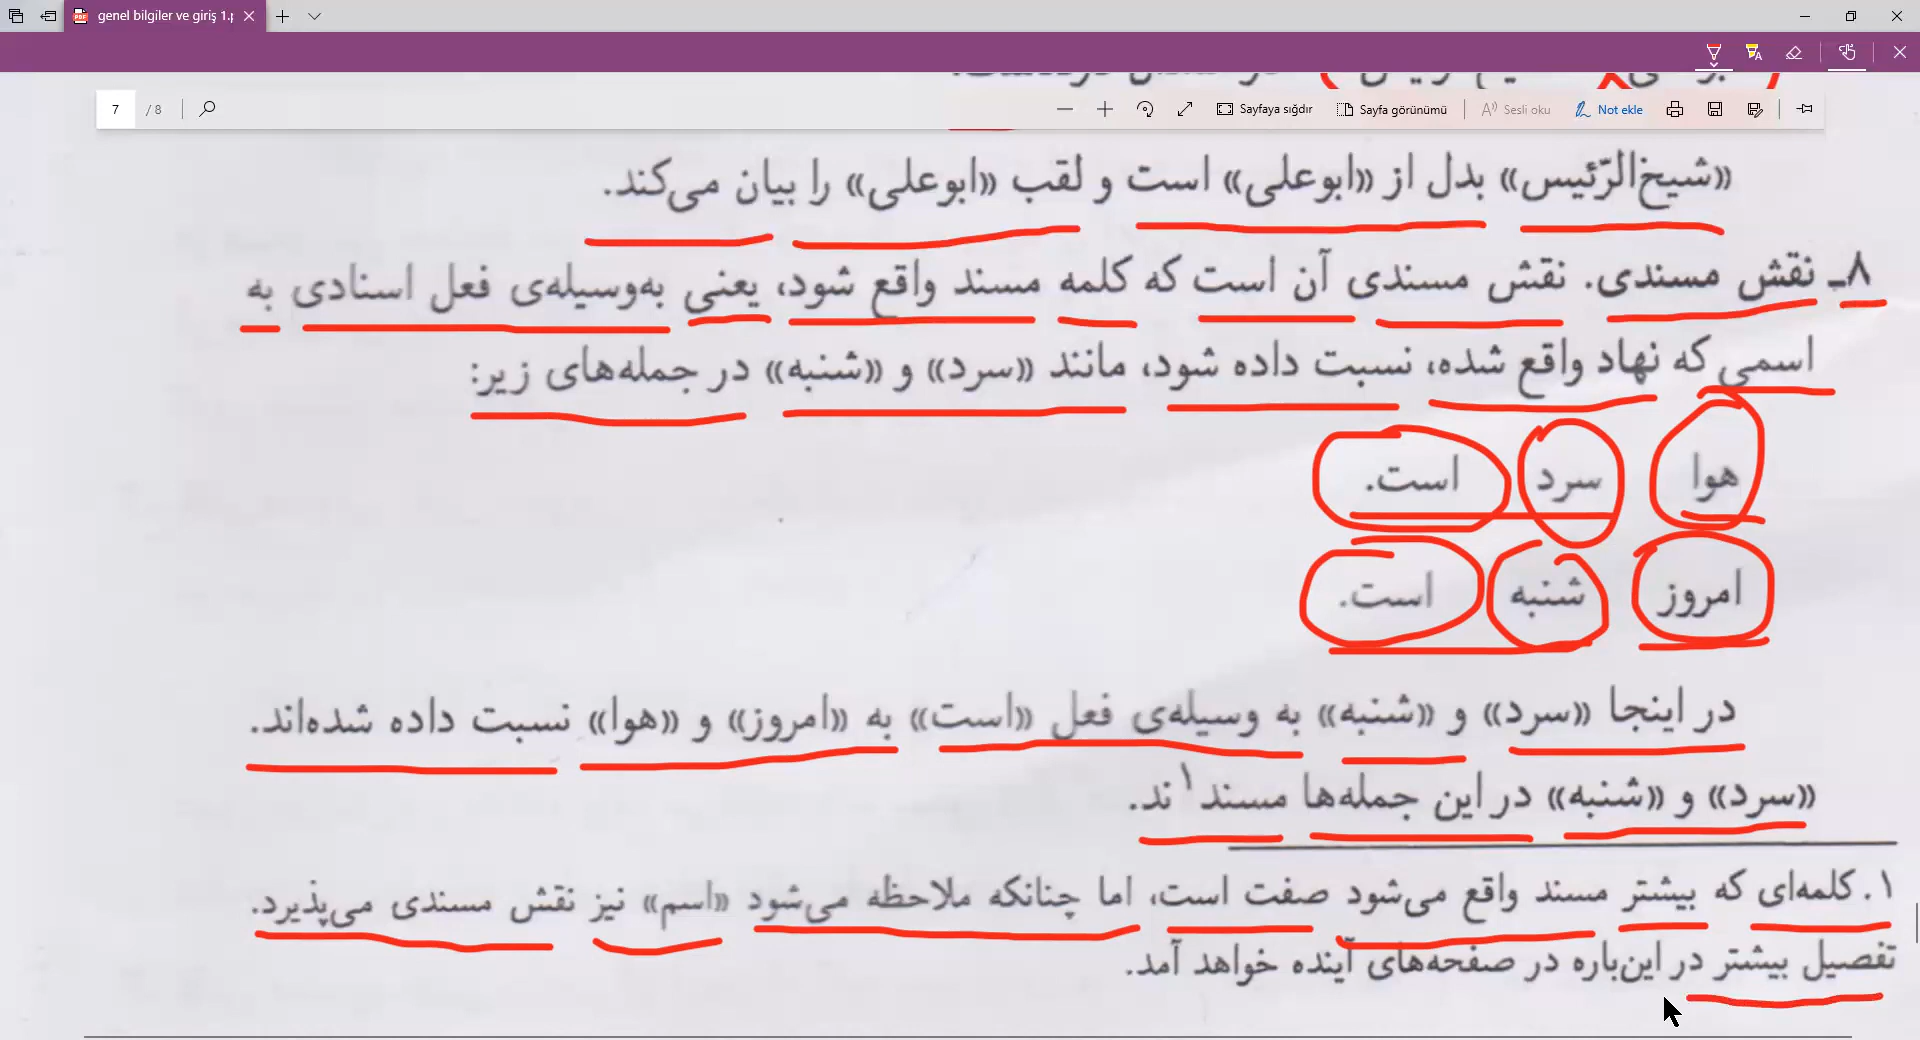 genel bilgiler ve giriş 1.p
7 / 8 Sayfaya sığdır Sayfa görünümü Sesli oku Not ekle
«شیخ‌الرّئیس» بدل از «ابوعلی» است و لقب «ابوعلی» را بیان می‌کند.
۸ـ نقش مسندی. نقش مسندی آن است که کلمه مسند واقع شود، یعنی به‌وسیله‌ی فعل اسنادی به
اسمی که نهاد واقع شده، نسبت داده شود، مانند «سرد» و «شنبه» در جمله‌های زیر:
هوا سرد است.
امروز شنبه است.
در اینجا «سرد» و «شنبه» به وسیله‌ی فعل «است» به «امروز» و «هوا» نسبت داده شده‌اند.
«سرد» و «شنبه» در این جمله‌ها مسند۱ند.
۱. کلمه‌ای که بیشتر مسند واقع می‌شود صفت است، اما چنانکه ملاحظه می‌شود «اسم» نیز نقش مسندی می‌پذیرد.
تفصیل بیشتر در این‌باره در صفحه‌های آینده خواهد آمد.